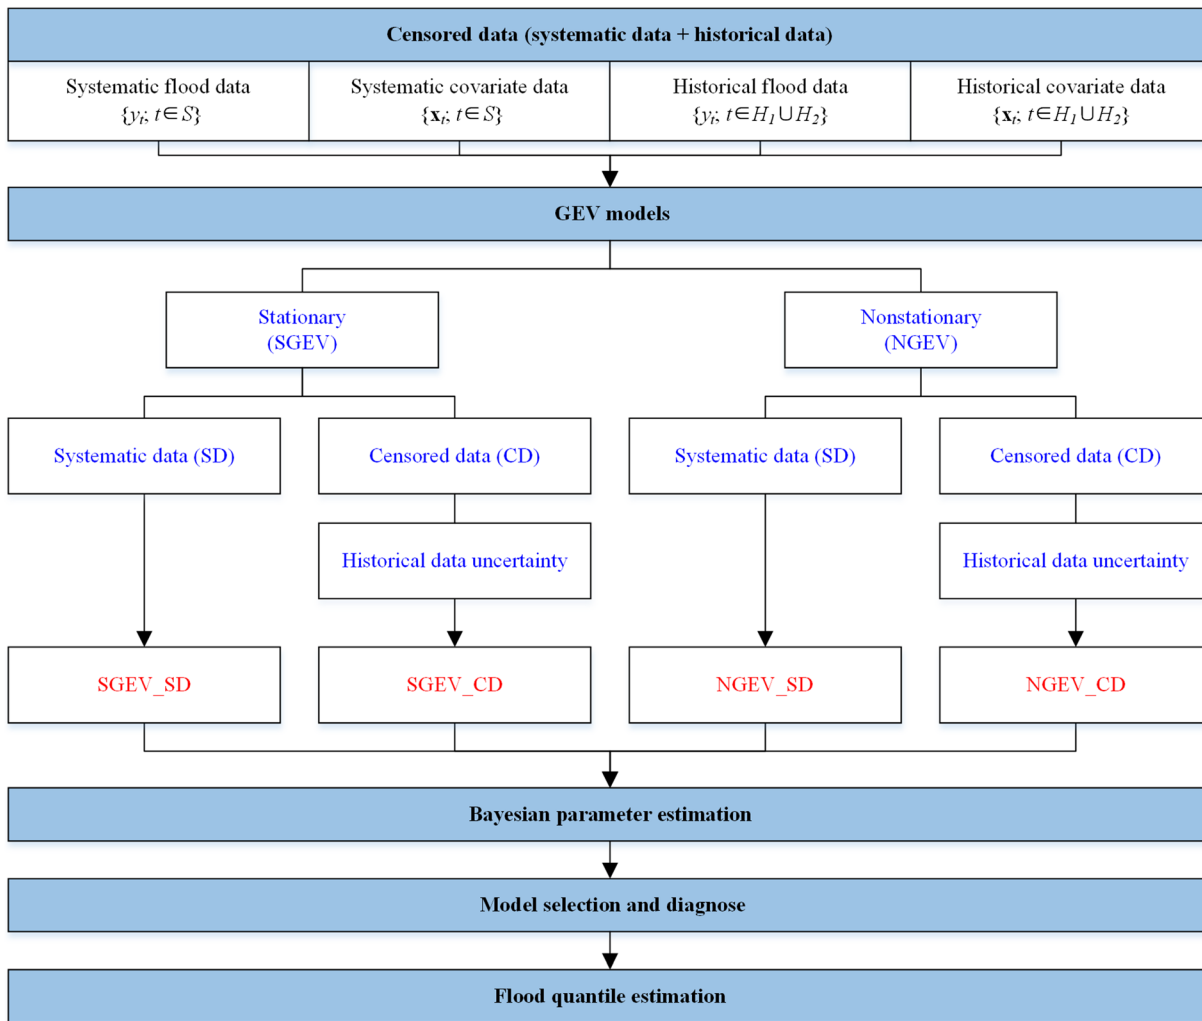 Censored data (systematic data + historical data)
Systematic flood data
{yₜ; t∈S}
Systematic covariate data
{𝐱ₜ; t∈S}
Historical flood data
{yₜ; t∈H₁∪H₂}
Historical covariate data
{𝐱ₜ; t∈H₁∪H₂}
GEV models
Stationary
(SGEV)
Nonstationary
(NGEV)
Systematic data (SD)
Censored data (CD)
Systematic data (SD)
Censored data (CD)
Historical data uncertainty
Historical data uncertainty
SGEV_SD
SGEV_CD
NGEV_SD
NGEV_CD
Bayesian parameter estimation
Model selection and diagnose
Flood quantile estimation